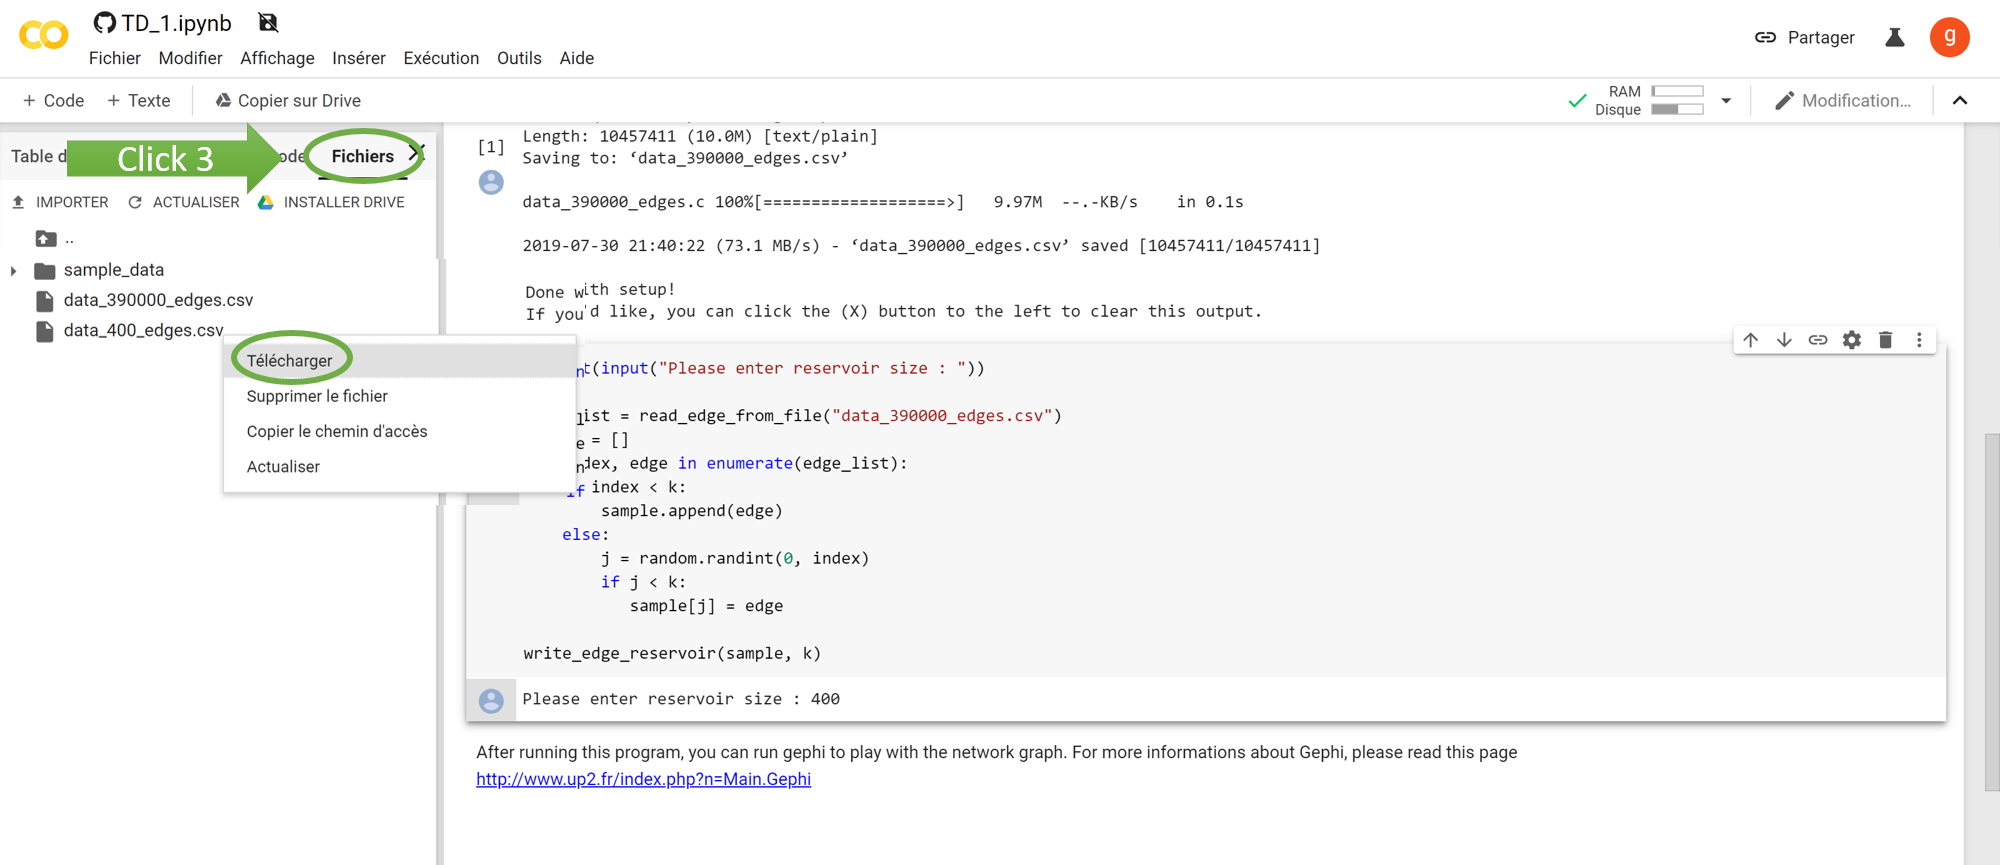 TD_1.ipynb
Fichier Modifier Affichage Insérer Exécution Outils Aide
Partager
g
+ Code + Texte Copier sur Drive
RAM
Disque
Modification...
Table d
Click 3
ode
Fichiers
IMPORTER ACTUALISER INSTALLER DRIVE
..
sample_data
data_390000_edges.csv
data_400_edges.csv
Télécharger
Supprimer le fichier
Copier le chemin d'accès
Actualiser
[1]
Length: 10457411 (10.0M) [text/plain]
Saving to: ‘data_390000_edges.csv’
data_390000_edges.c 100%[===================>] 9.97M --.-KB/s in 0.1s
2019-07-30 21:40:22 (73.1 MB/s) - ‘data_390000_edges.csv’ saved [10457411/10457411]
Done with setup!
If you'd like, you can click the (X) button to the left to clear this output.
t(input("Please enter reservoir size : "))
ist = read_edge_from_file("data_390000_edges.csv")
e = []
dex, edge in enumerate(edge_list):
if index < k:
sample.append(edge)
else:
j = random.randint(0, index)
if j < k:
sample[j] = edge
write_edge_reservoir(sample, k)
Please enter reservoir size : 400
After running this program, you can run gephi to play with the network graph. For more informations about Gephi, please read this page
http://www.up2.fr/index.php?n=Main.Gephi